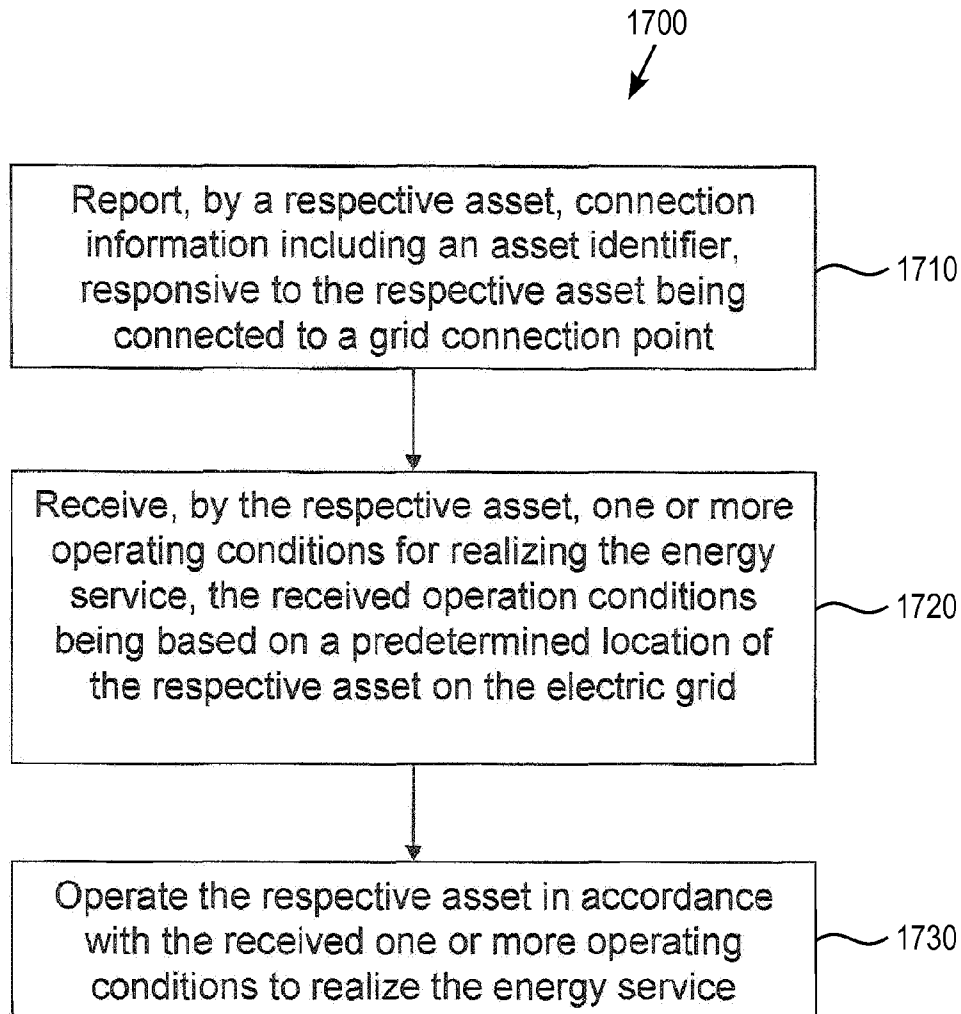 1700
Report, by a respective asset, connection
information including an asset identifier,
responsive to the respective asset being
connected to a grid connection point
1710
Receive, by the respective asset, one or more
operating conditions for realizing the energy
service, the received operation conditions
being based on a predetermined location of
the respective asset on the electric grid
1720
Operate the respective asset in accordance
with the received one or more operating
conditions to realize the energy service
1730